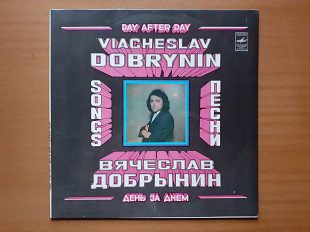 DAY AFTER DAY
VIACHESLAV
DOBRYNIN
SONGS
ПЕСНИ
ВЯЧЕСЛАВ
ДОБРЫНИН
ДЕНЬ ЗА ДНЕМ